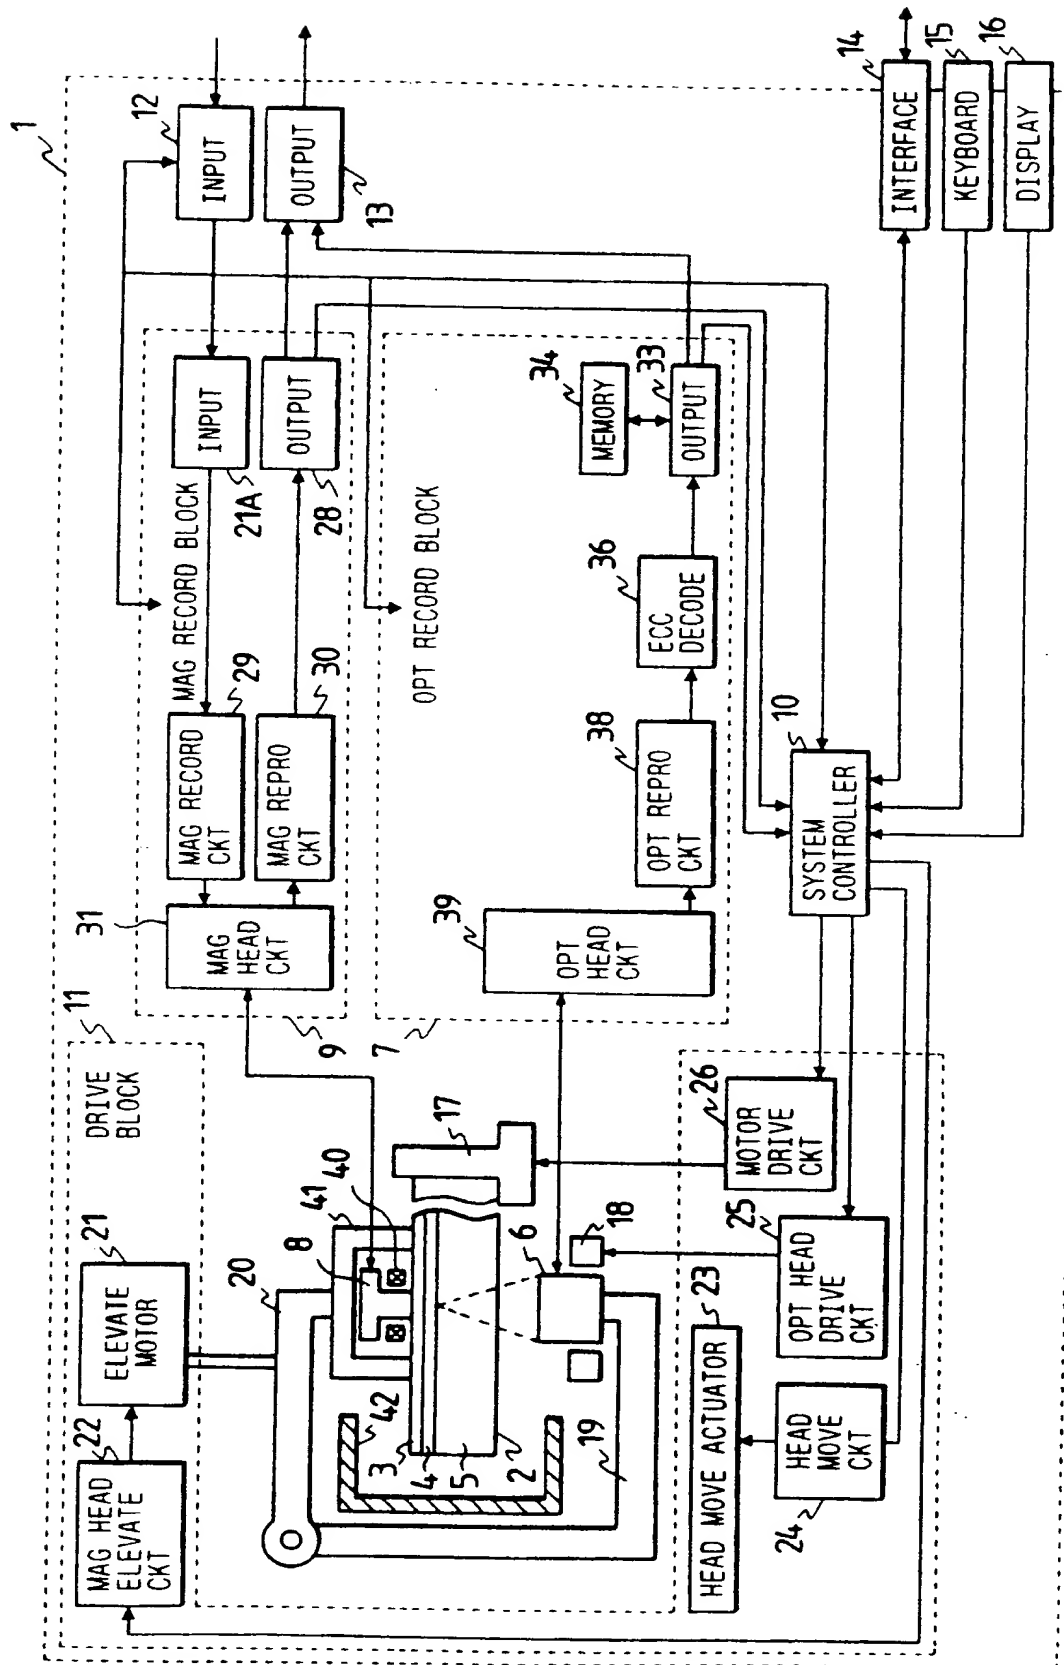 1
DRIVE
BLOCK
11
MAG HEAD
ELEVATE
CKT
22
ELEVATE
MOTOR
21
20
MAG RECORD BLOCK
9
MAG
HEAD
CKT
31
MAG RECORD
CKT
29
MAG REPRO
CKT
30
INPUT
21A
OUTPUT
28
INPUT
12
OUTPUT
13
OPT RECORD BLOCK
7
OPT
HEAD
CKT
39
OPT REPRO
CKT
38
ECC
DECODE
36
MEMORY
34
OUTPUT
33
3
42
4
5
2
8
41
40
17
6
18
19
HEAD MOVE ACTUATOR
23
HEAD
MOVE
CKT
24
OPT HEAD
DRIVE
CKT
25
MOTOR
DRIVE
CKT
26
SYSTEM
CONTROLLER
10
INTERFACE
14
KEYBOARD
15
DISPLAY
16